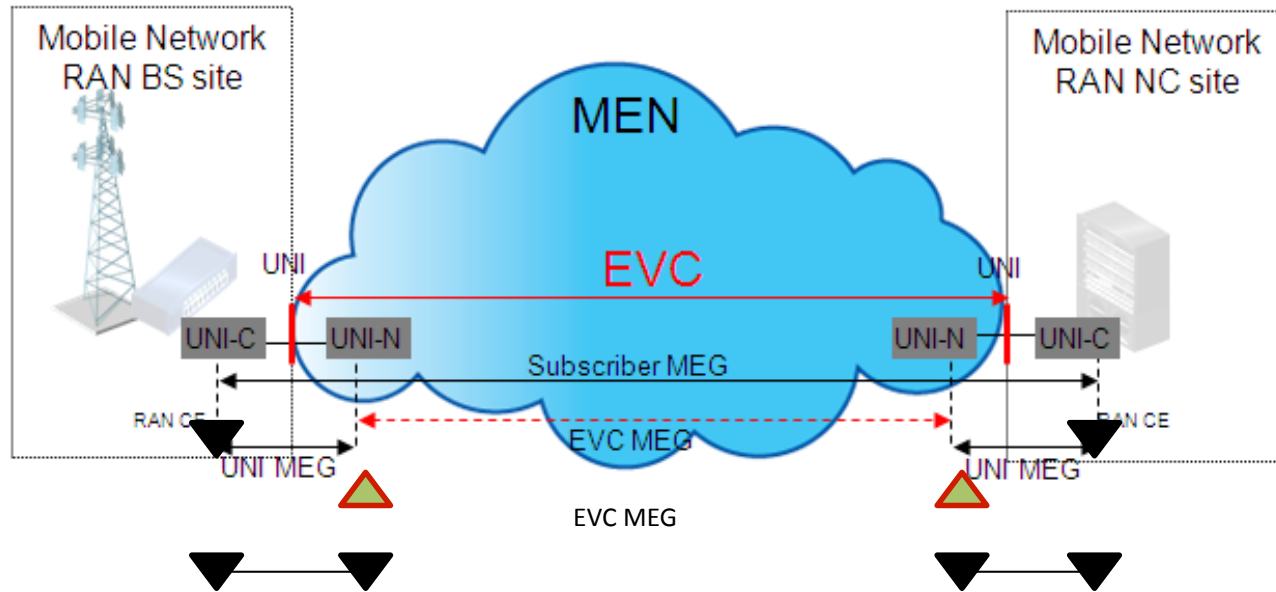 Mobile Network
RAN BS site
Mobile Network
RAN NC site
MEN
UNI
EVC
UNI
UNI-C
UNI-N
UNI-N
UNI-C
Subscriber MEG
RAN CE
RAN CE
EVC MEG
UNI MEG
UNI MEG
EVC MEG